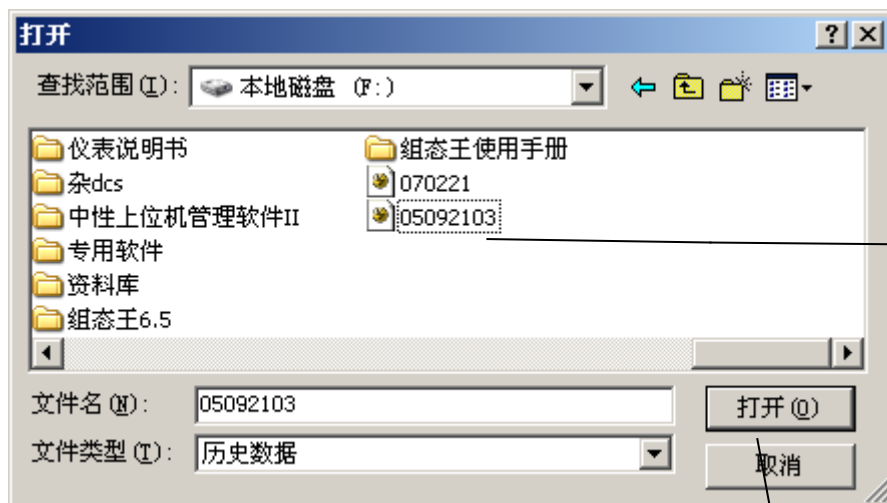 打开
查找范围(I): 本地磁盘 (F:)
仪表说明书
杂dcs
中性上位机管理软件II
专用软件
资料库
组态王6.5
组态王使用手册
070221
05092103
文件名(N): 05092103
打开(O)
文件类型(T): 历史数据
取消